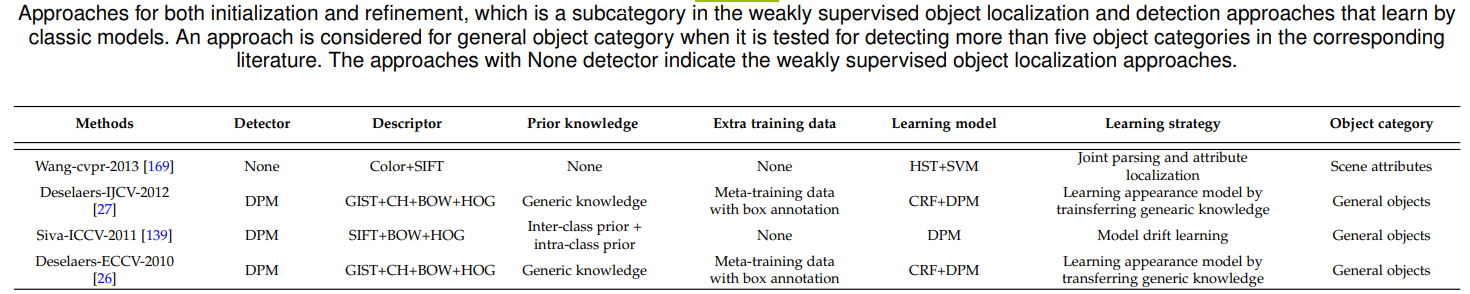 Approaches for both initialization and refinement, which is a subcategory in the weakly supervised object localization and detection approaches that learn by
classic models. An approach is considered for general object category when it is tested for detecting more than five object categories in the corresponding
literature. The approaches with None detector indicate the weakly supervised object localization approaches.
Methods Detector Descriptor Prior knowledge Extra training data Learning model Learning strategy Object category
Wang-cvpr-2013 [169] None Color+SIFT None None HST+SVM Joint parsing and attribute localization Scene attributes
Deselaers-IJCV-2012 [27] DPM GIST+CH+BOW+HOG Generic knowledge Meta-training data with box annotation CRF+DPM Learning appearance model by trainsferring genearic knowledge General objects
Siva-ICCV-2011 [139] DPM SIFT+BOW+HOG Inter-class prior + intra-class prior None DPM Model drift learning General objects
Deselaers-ECCV-2010 [26] DPM GIST+CH+BOW+HOG Generic knowledge Meta-training data with box annotation CRF+DPM Learning appearance model by transferring generic knowledge General objects